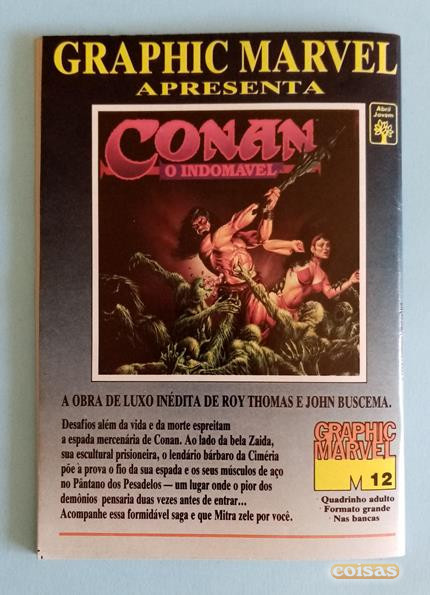 GRAPHIC MARVEL
APRESENTA
Abril
Jovem
CONAN
O INDOMÁVEL
A OBRA DE LUXO INÉDITA DE ROY THOMAS E JOHN BUSCEMA.
Desafios além da vida e da morte espreitam
a espada mercenária de Conan. Ao lado da bela Zaida,
sua escultural prisioneira, o lendário bárbaro da Ciméria
põe à prova o fio da sua espada e os seus músculos de aço
no Pântano dos Pesadelos — um lugar onde o pior dos
demônios pensaria duas vezes antes de entrar...
Acompanhe essa formidável saga e que Mitra zele por você.
GRAPHIC
MARVEL
M 12
· Quadrinho adulto
· Formato grande
· Nas bancas
coisas